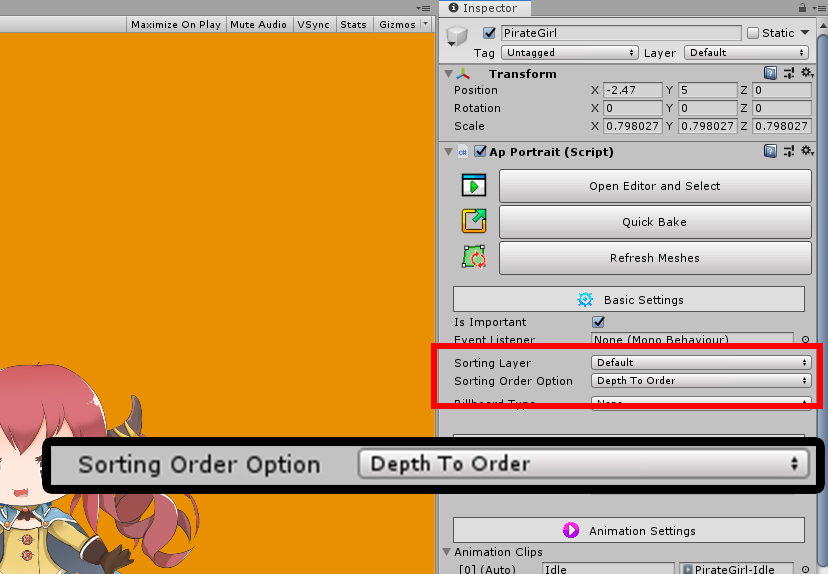 Inspector
Maximize On Play Mute Audio VSync Stats Gizmos
PirateGirl Static
Tag Untagged Layer Default
Transform
Position X -2.47 Y 5 Z 0
Rotation X 0 Y 0 Z 0
Scale X 0.798027 Y 0.798027 Z 0.798027
c# Ap Portrait (Script)
Open Editor and Select
Quick Bake
Refresh Meshes
Basic Settings
Is Important
Event Listener None (Mono Behaviour)
Sorting Layer Default
Sorting Order Option Depth To Order
Billboard Type None
Sorting Order Option Depth To Order
Animation Settings
Animation Clips
[0] (Auto) Idle PirateGirl-Idle